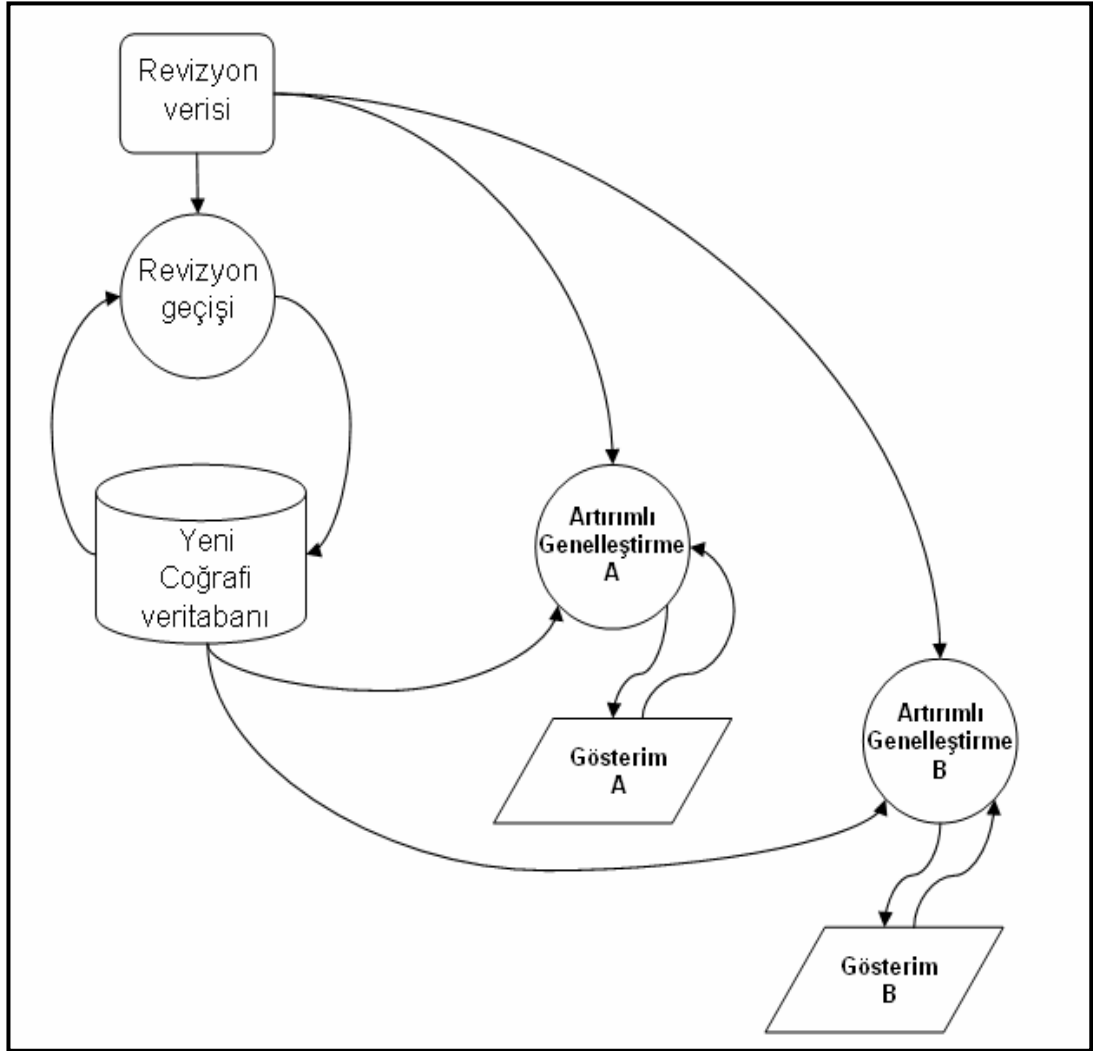 Revizyon
verisi
Revizyon
geçişi
Yeni
Coğrafi
veritabanı
Artırımlı
Genelleştirme
A
Gösterim
A
Artırımlı
Genelleştirme
B
Gösterim
B